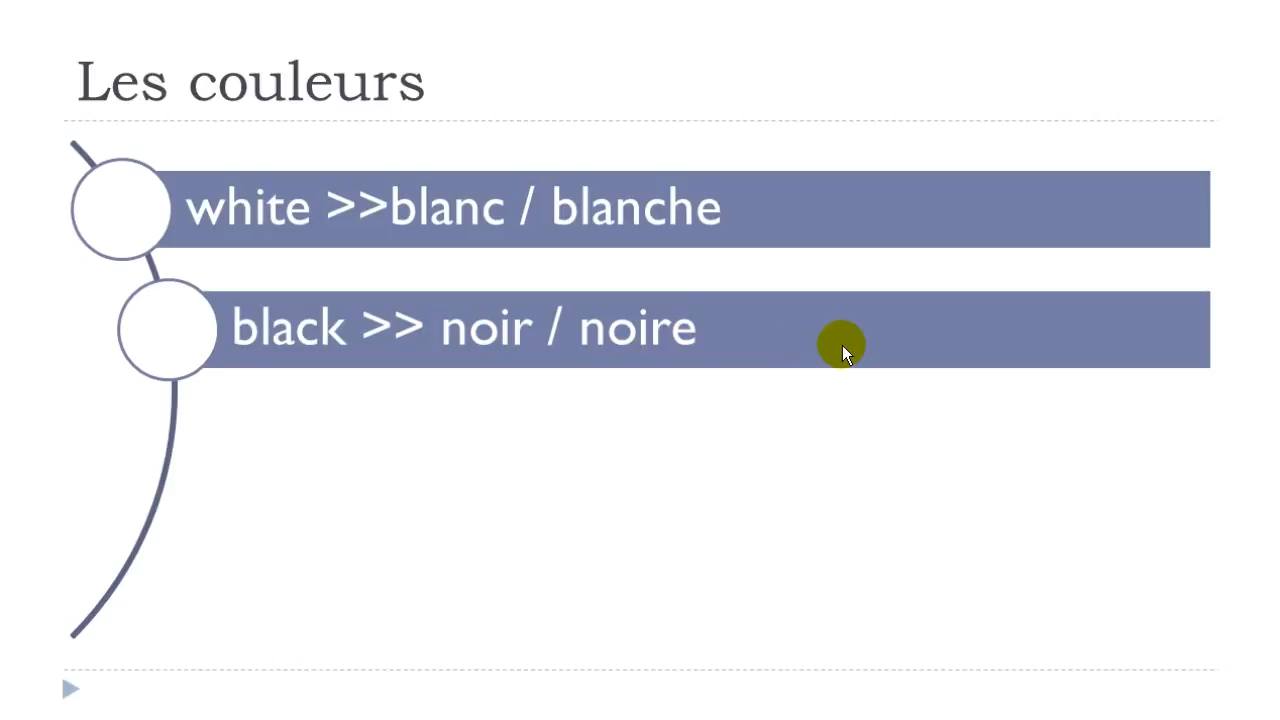 Les couleurs
white >>blanc / blanche
black >> noir / noire